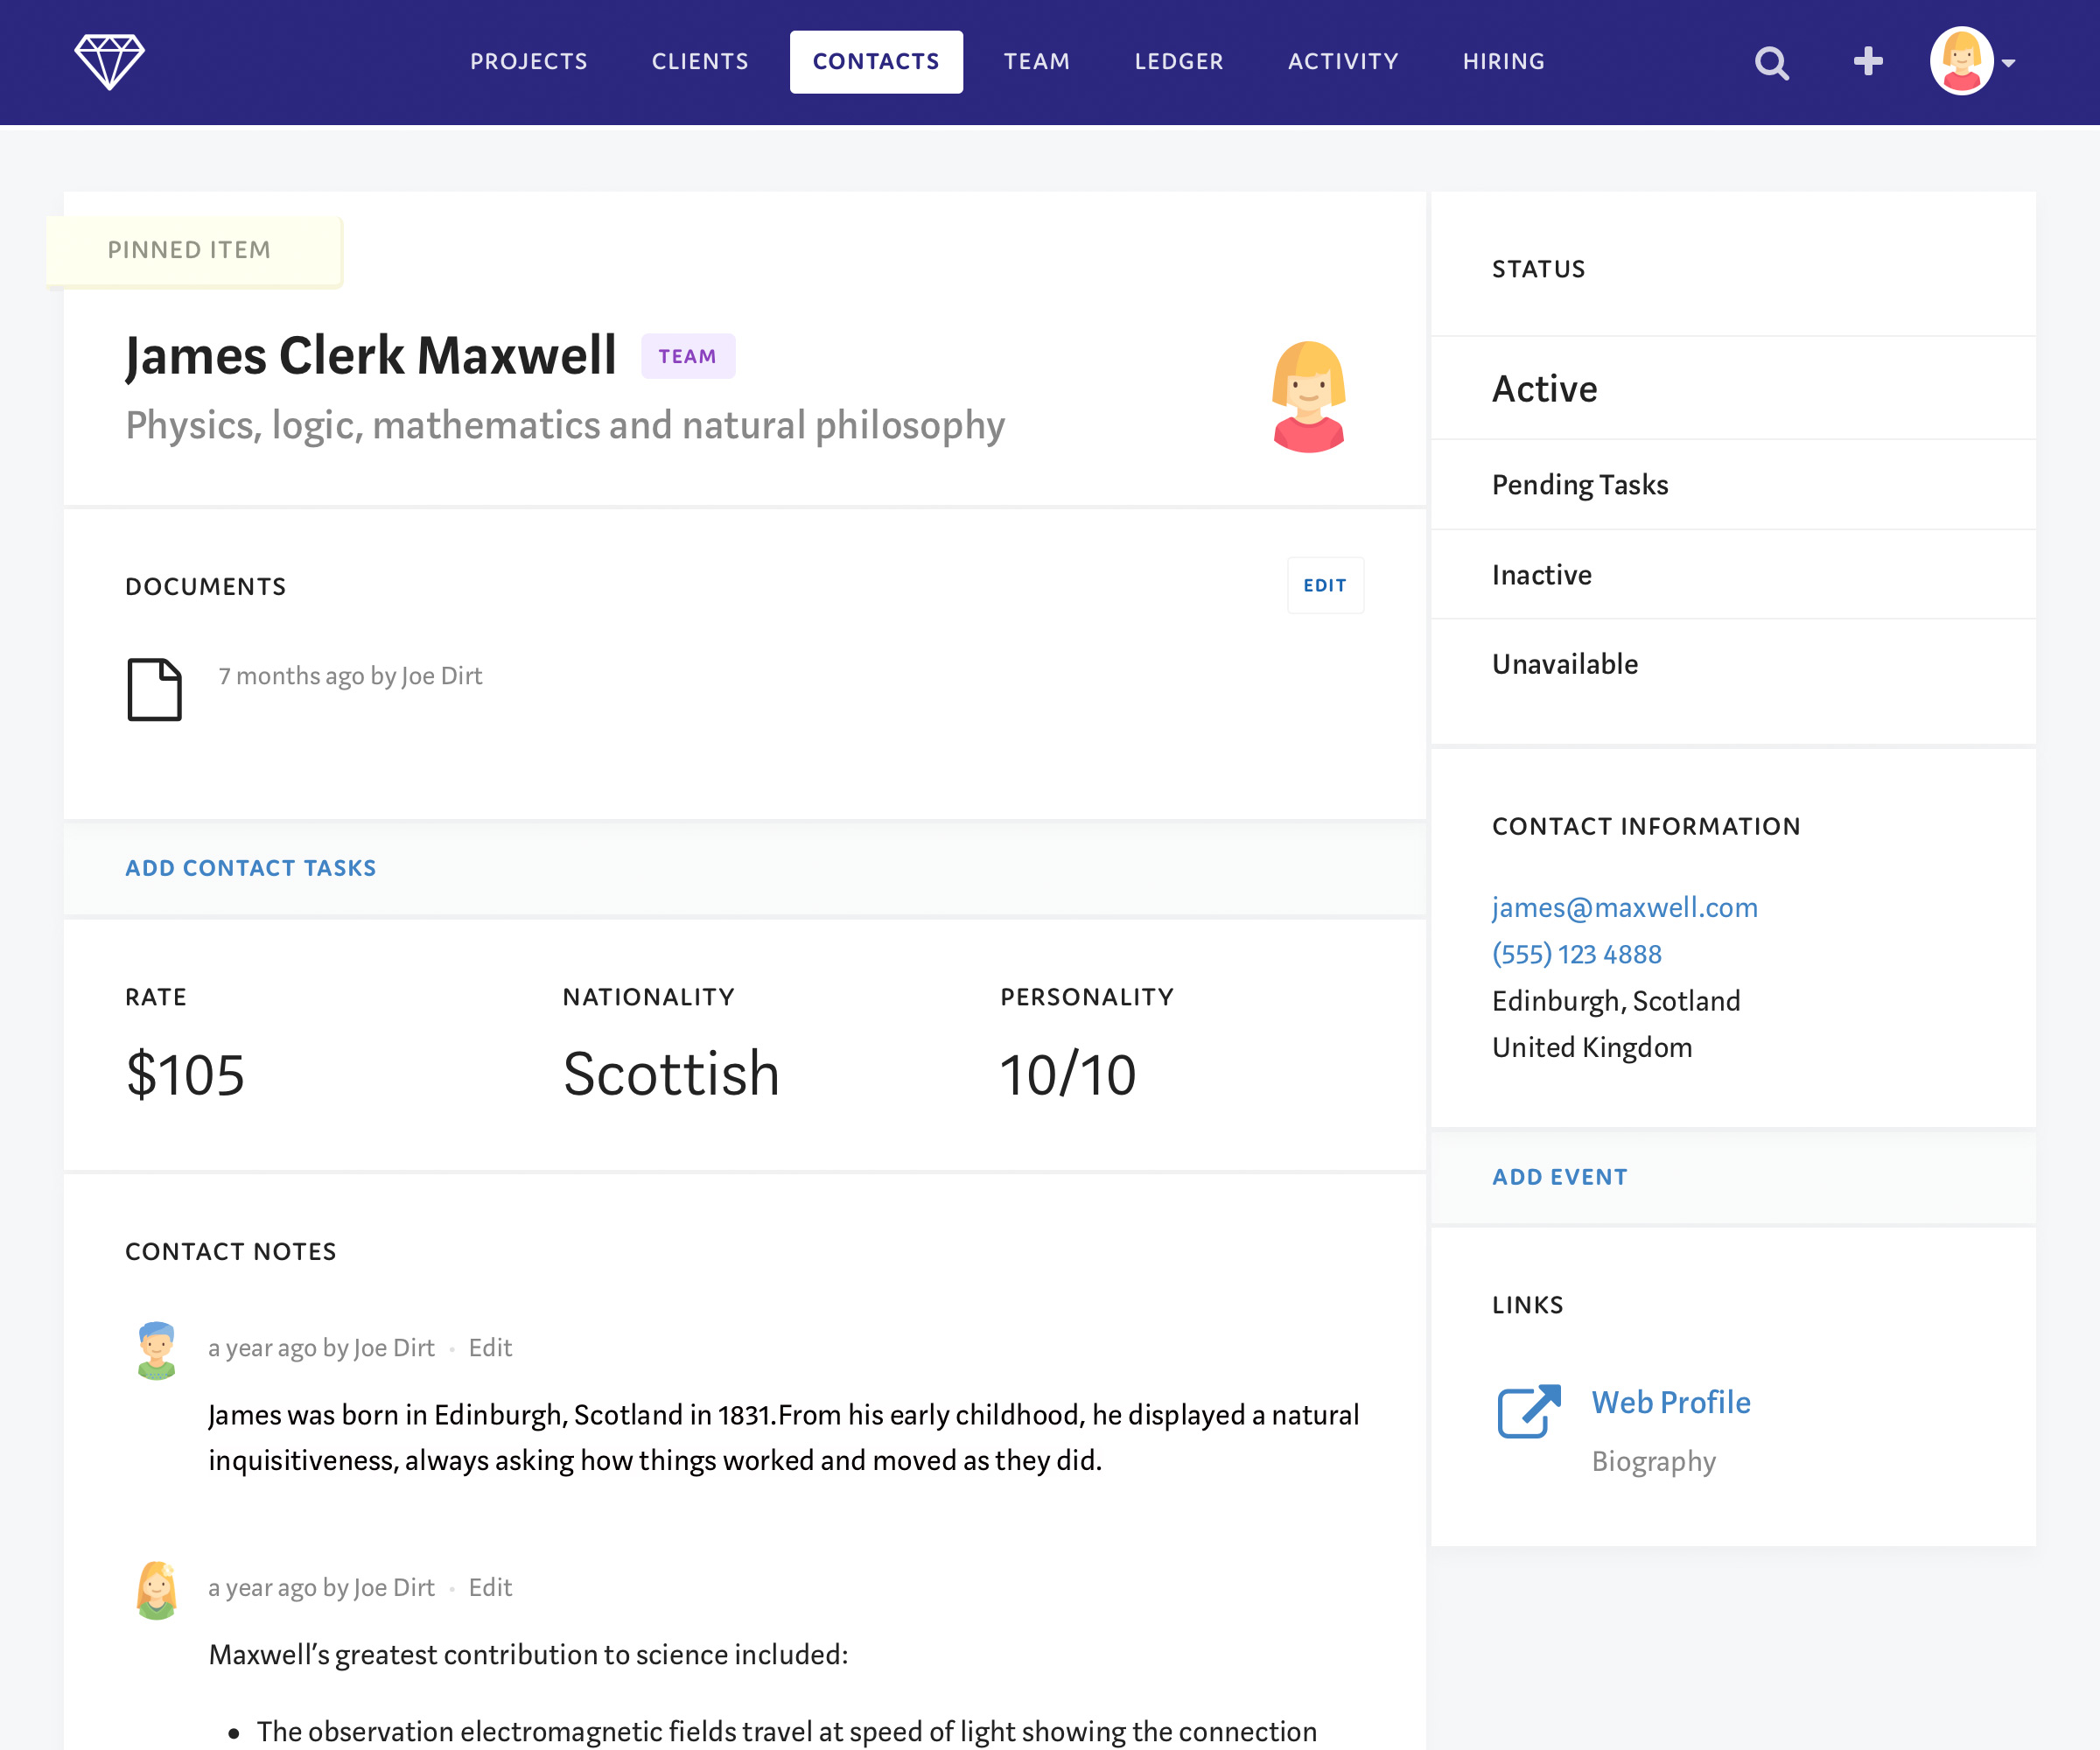 PROJECTS CLIENTS CONTACTS TEAM LEDGER ACTIVITY HIRING
PINNED ITEM
James Clerk Maxwell TEAM
Physics, logic, mathematics and natural philosophy
DOCUMENTS EDIT
7 months ago by Joe Dirt
ADD CONTACT TASKS
RATE NATIONALITY PERSONALITY
$105 Scottish 10/10
CONTACT NOTES
a year ago by Joe Dirt • Edit
James was born in Edinburgh, Scotland in 1831.From his early childhood, he displayed a natural
inquisitiveness, always asking how things worked and moved as they did.
a year ago by Joe Dirt • Edit
Maxwell’s greatest contribution to science included:
• The observation electromagnetic fields travel at speed of light showing the connection
STATUS
Active
Pending Tasks
Inactive
Unavailable
CONTACT INFORMATION
james@maxwell.com
(555) 123 4888
Edinburgh, Scotland
United Kingdom
ADD EVENT
LINKS
Web Profile
Biography